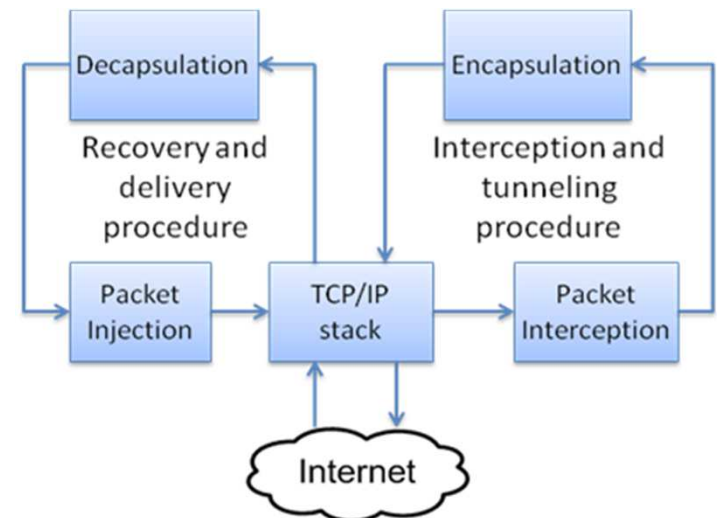 Decapsulation
Encapsulation
Recovery and
delivery
procedure
Interception and
tunneling
procedure
Packet
Injection
TCP/IP
stack
Packet
Interception
Internet